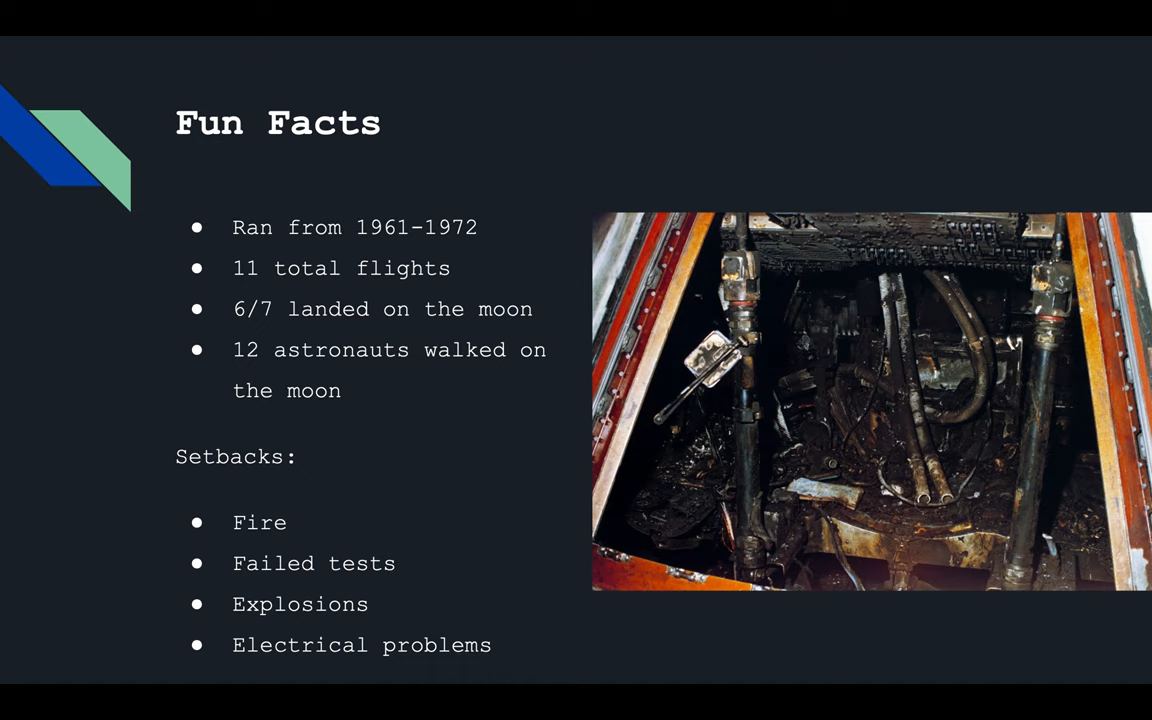 Fun Facts
● Ran from 1961-1972
● 11 total flights
● 6/7 landed on the moon
● 12 astronauts walked on
the moon
Setbacks:
● Fire
● Failed tests
● Explosions
● Electrical problems